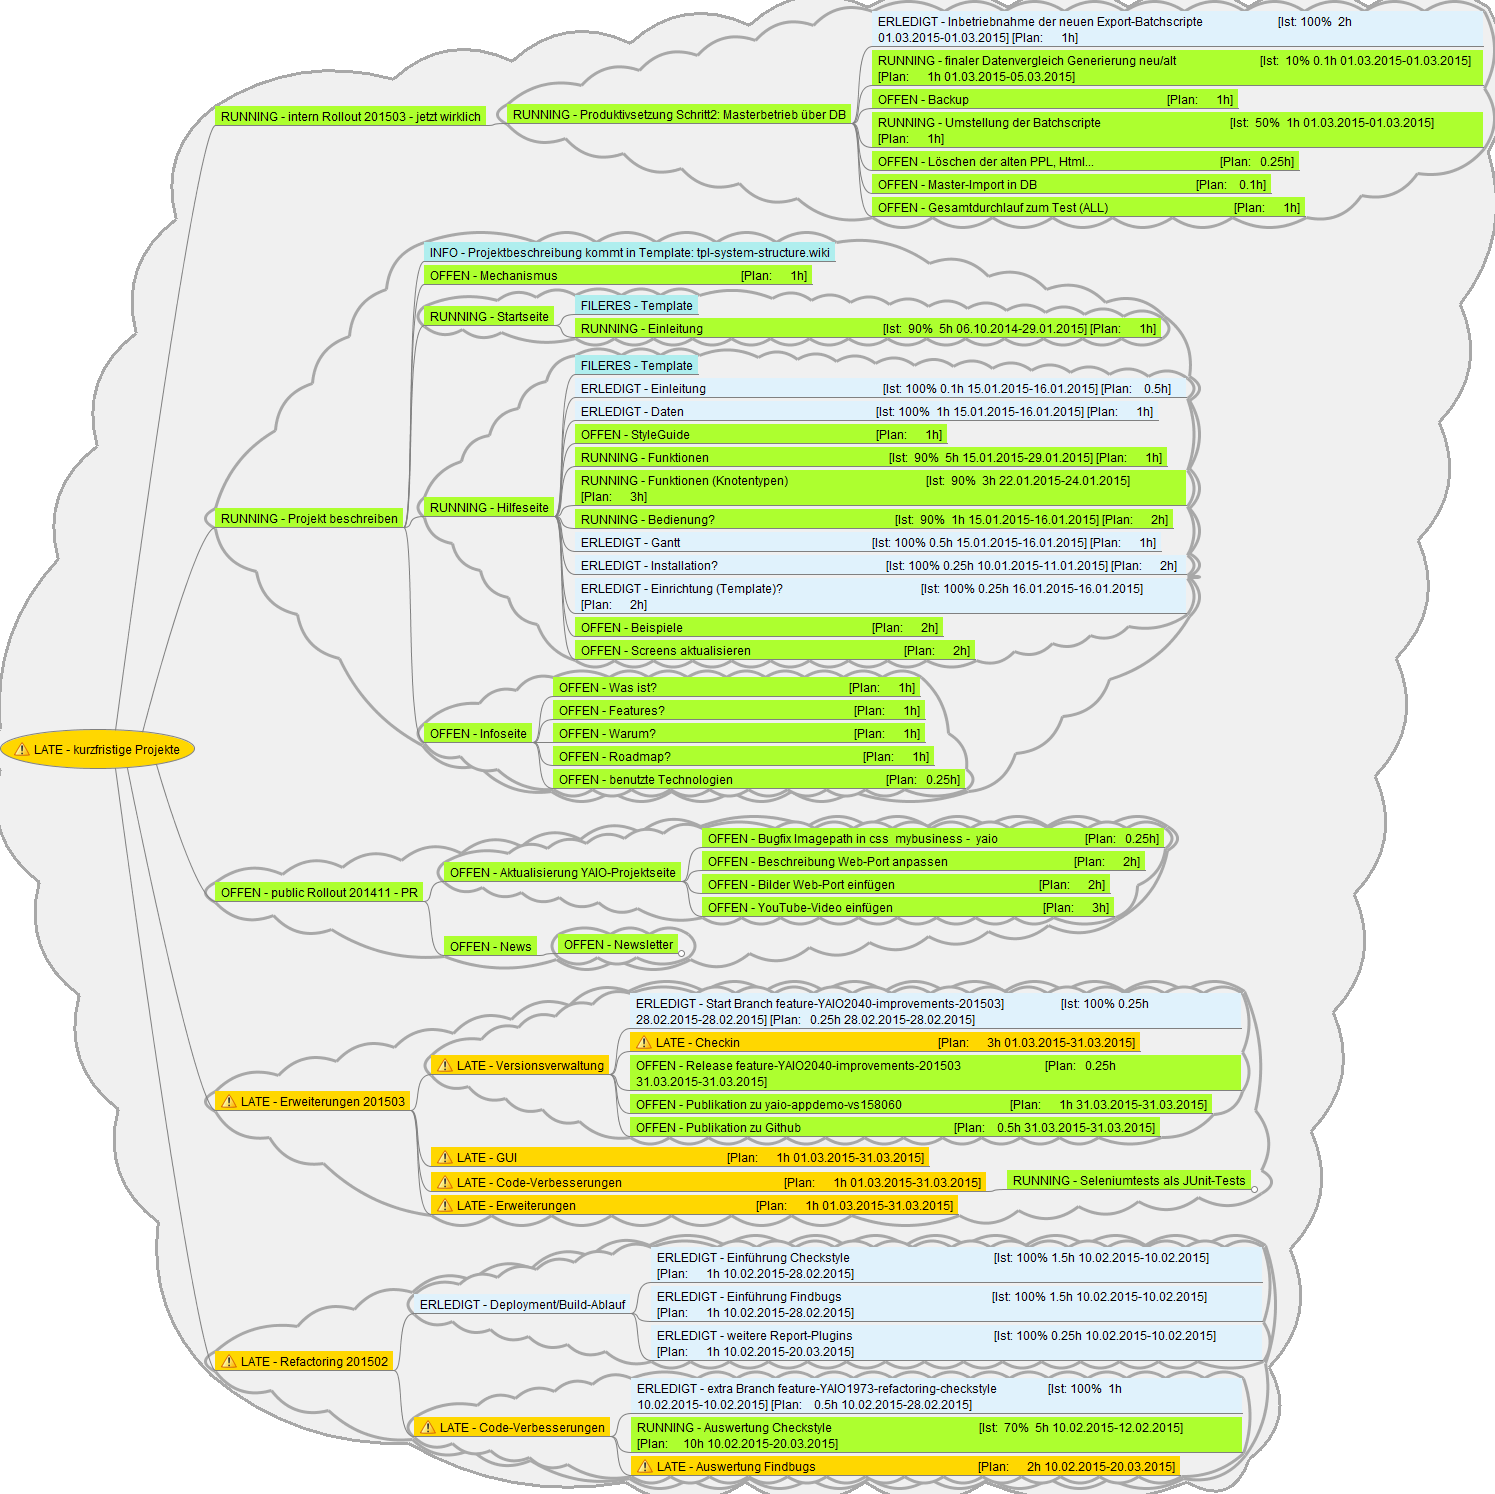 ERLEDIGT - Inbetriebnahme der neuen Export-Batchscripte [Ist: 100% 2h
01.03.2015-01.03.2015] [Plan: 1h]
RUNNING - finaler Datenvergleich Generierung neu/alt [Ist: 10% 0.1h 01.03.2015-01.03.2015]
[Plan: 1h 01.03.2015-05.03.2015]
OFFEN - Backup [Plan: 1h]
RUNNING - intern Rollout 201503 - jetzt wirklich
RUNNING - Produktivsetzung Schritt2: Masterbetrieb über DB
RUNNING - Umstellung der Batchscripte [Ist: 50% 1h 01.03.2015-01.03.2015]
[Plan: 1h]
OFFEN - Löschen der alten PPL, Html... [Plan: 0.25h]
OFFEN - Master-Import in DB [Plan: 0.1h]
OFFEN - Gesamtdurchlauf zum Test (ALL) [Plan: 1h]
INFO - Projektbeschreibung kommt in Template: tpl-system-structure.wiki
OFFEN - Mechanismus [Plan: 1h]
RUNNING - Startseite
FILERES - Template
RUNNING - Einleitung [Ist: 90% 5h 06.10.2014-29.01.2015] [Plan: 1h]
FILERES - Template
ERLEDIGT - Einleitung [Ist: 100% 0.1h 15.01.2015-16.01.2015] [Plan: 0.5h]
ERLEDIGT - Daten [Ist: 100% 1h 15.01.2015-16.01.2015] [Plan: 1h]
OFFEN - StyleGuide [Plan: 1h]
RUNNING - Funktionen [Ist: 90% 5h 15.01.2015-29.01.2015] [Plan: 1h]
RUNNING - Funktionen (Knotentypen) [Ist: 90% 3h 22.01.2015-24.01.2015]
[Plan: 3h]
RUNNING - Hilfeseite
RUNNING - Projekt beschreiben
RUNNING - Bedienung? [Ist: 90% 1h 15.01.2015-16.01.2015] [Plan: 2h]
ERLEDIGT - Gantt [Ist: 100% 0.5h 15.01.2015-16.01.2015] [Plan: 1h]
ERLEDIGT - Installation? [Ist: 100% 0.25h 10.01.2015-11.01.2015] [Plan: 2h]
ERLEDIGT - Einrichtung (Template)? [Ist: 100% 0.25h 16.01.2015-16.01.2015]
[Plan: 2h]
OFFEN - Beispiele [Plan: 2h]
OFFEN - Screens aktualisieren [Plan: 2h]
OFFEN - Was ist? [Plan: 1h]
OFFEN - Features? [Plan: 1h]
OFFEN - Infoseite
OFFEN - Warum? [Plan: 1h]
OFFEN - Roadmap? [Plan: 1h]
OFFEN - benutzte Technologien [Plan: 0.25h]
LATE - kurzfristige Projekte
OFFEN - Bugfix Imagepath in css mybusiness - yaio [Plan: 0.25h]
OFFEN - Beschreibung Web-Port anpassen [Plan: 2h]
OFFEN - Aktualisierung YAIO-Projektseite
OFFEN - Bilder Web-Port einfügen [Plan: 2h]
OFFEN - public Rollout 201411 - PR
OFFEN - YouTube-Video einfügen [Plan: 3h]
OFFEN - News
OFFEN - Newsletter
ERLEDIGT - Start Branch feature-YAIO2040-improvements-201503] [Ist: 100% 0.25h
28.02.2015-28.02.2015] [Plan: 0.25h 28.02.2015-28.02.2015]
LATE - Checkin [Plan: 3h 01.03.2015-31.03.2015]
LATE - Versionsverwaltung
OFFEN - Release feature-YAIO2040-improvements-201503 [Plan: 0.25h
31.03.2015-31.03.2015]
LATE - Erweiterungen 201503
OFFEN - Publikation zu yaio-appdemo-vs158060 [Plan: 1h 31.03.2015-31.03.2015]
OFFEN - Publikation zu Github [Plan: 0.5h 31.03.2015-31.03.2015]
LATE - GUI [Plan: 1h 01.03.2015-31.03.2015]
LATE - Code-Verbesserungen [Plan: 1h 01.03.2015-31.03.2015]
RUNNING - Seleniumtests als JUnit-Tests
LATE - Erweiterungen [Plan: 1h 01.03.2015-31.03.2015]
ERLEDIGT - Einführung Checkstyle [Ist: 100% 1.5h 10.02.2015-10.02.2015]
[Plan: 1h 10.02.2015-28.02.2015]
ERLEDIGT - Deployment/Build-Ablauf
ERLEDIGT - Einführung Findbugs [Ist: 100% 1.5h 10.02.2015-10.02.2015]
[Plan: 1h 10.02.2015-28.02.2015]
ERLEDIGT - weitere Report-Plugins [Ist: 100% 0.25h 10.02.2015-10.02.2015]
[Plan: 1h 10.02.2015-20.03.2015]
LATE - Refactoring 201502
ERLEDIGT - extra Branch feature-YAIO1973-refactoring-checkstyle [Ist: 100% 1h
10.02.2015-10.02.2015] [Plan: 0.5h 10.02.2015-28.02.2015]
LATE - Code-Verbesserungen
RUNNING - Auswertung Checkstyle [Ist: 70% 5h 10.02.2015-12.02.2015]
[Plan: 10h 10.02.2015-20.03.2015]
LATE - Auswertung Findbugs [Plan: 2h 10.02.2015-20.03.2015]